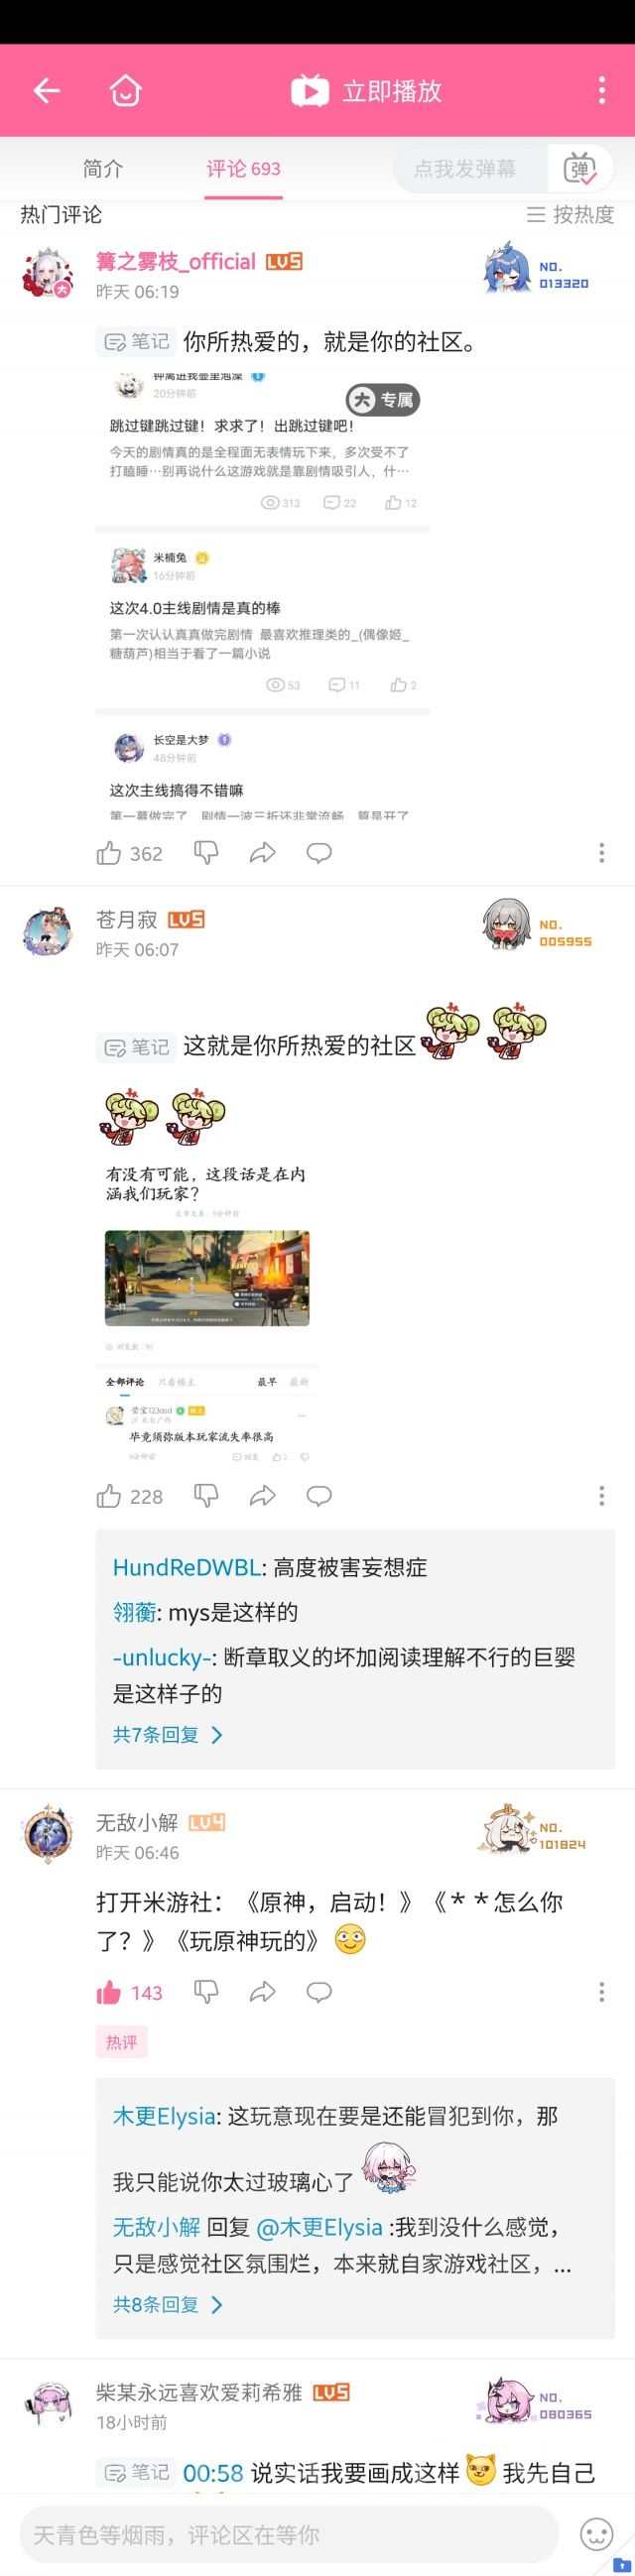 立即播放
简介
评论 693
点我发弹幕
弹
热门评论
按热度
篝之雾枝_official LV5
昨天 06:19
NO.
013320
笔记 你所热爱的，就是你的社区。
20分钟前
大 专属
跳过键跳过键！求求了！出跳过键吧！
今天的剧情真的是全程面无表情玩下来，多次受不了
打瞌睡…别再说什么这游戏就是靠剧情吸引人，什…
313 22 12
米楠兔
16分钟前
这次4.0主线剧情是真的棒
第一次认认真真做完剧情 最喜欢推理类的_(偶像姬_
糖葫芦)相当于看了一篇小说
53 11 2
长空是大梦
48分钟前
这次主线搞得不错嘛
第一幕做完了，剧情一波三折还非常流畅，算是开了
362
苍月寂 LV5
昨天 06:07
NO.
005955
笔记 这就是你所热爱的社区
有没有可能，这段话是在内
涵我们玩家？
全部评论 只看楼主 最早 最新
毕竟须弥版本玩家流失率很高
228
HundReDWBL: 高度被害妄想症
翎蘅: mys是这样的
-unlucky-: 断章取义的坏加阅读理解不行的巨婴
是这样子的
共7条回复
无敌小解 LV4
昨天 06:46
NO.
101824
打开米游社：《原神，启动！》《＊＊怎么你
了？》《玩原神玩的》
143
热评
木更Elysia: 这玩意现在要是还能冒犯到你，那
我只能说你太过玻璃心了
无敌小解 回复 @木更Elysia :我到没什么感觉，
只是感觉社区氛围烂，本来就自家游戏社区，...
共8条回复
柴某永远喜欢爱莉希雅 LV5
18小时前
NO.
080365
笔记 00:58 说实话我要画成这样 我先自己
天青色等烟雨，评论区在等你